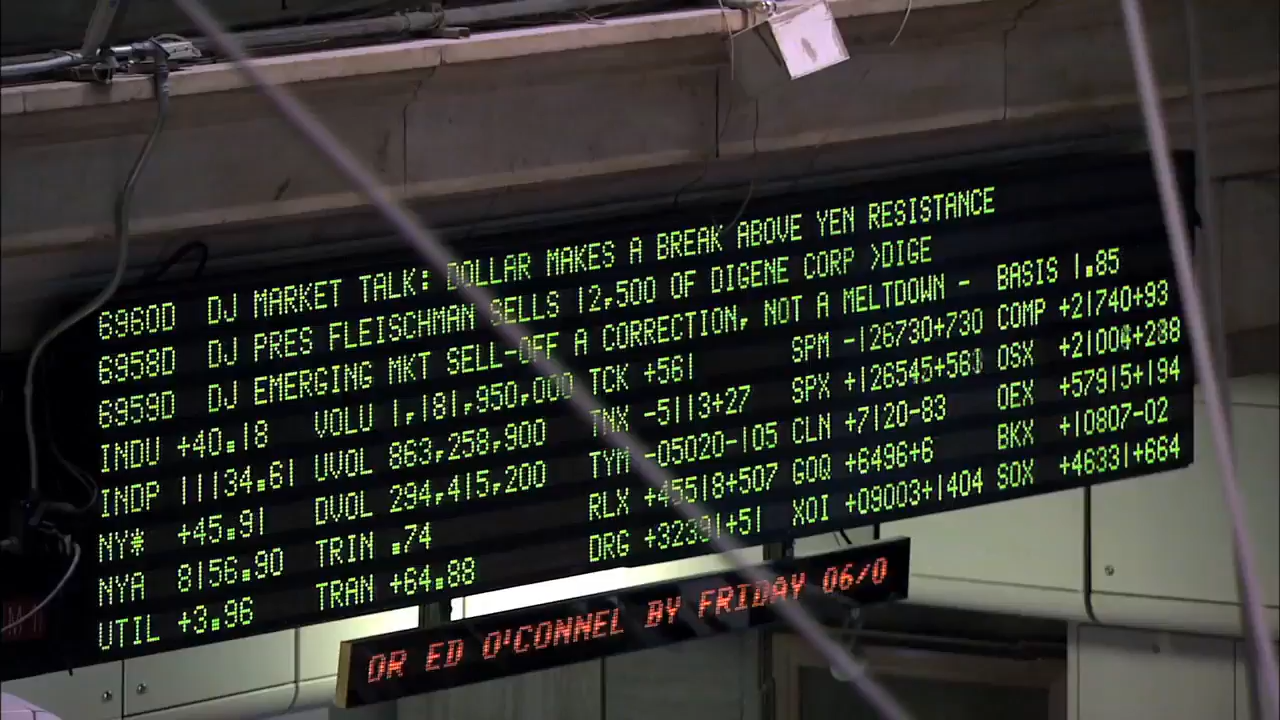 6960D DJ MARKET TALK: DOLLAR MAKES A BREAK ABOVE YEN RESISTANCE
6958D DJ PRES FLEISCHMAN SELLS 12,500 OF DIGENE CORP >DIGE
6959D DJ EMERGING MKT SELL-OFF A CORRECTION, NOT A MELTDOWN - BASIS 1.85
INDU +40.18 VOLU 1,181,950,000 TCK +561 SPM -126730+730 COMP +21740+93
INDP 11134.61 UVOL 863,258,900 TNX -5113+27 SPX +126545+561 OSX +21004+288
NY* +45.91 DVOL 294,415,200 TYM -05020-105 CLN +7120-83 OEX +57915+194
NYA 8156.90 TRIN .74 RLX +45518+507 GOQ +6496+6 BKX +10807-02
UTIL +3.96 TRAN +64.88 DRG +32391+51 XOI +09003+1404 SOX +46331+664
OR ED O'CONNEL BY FRIDAY 06/0